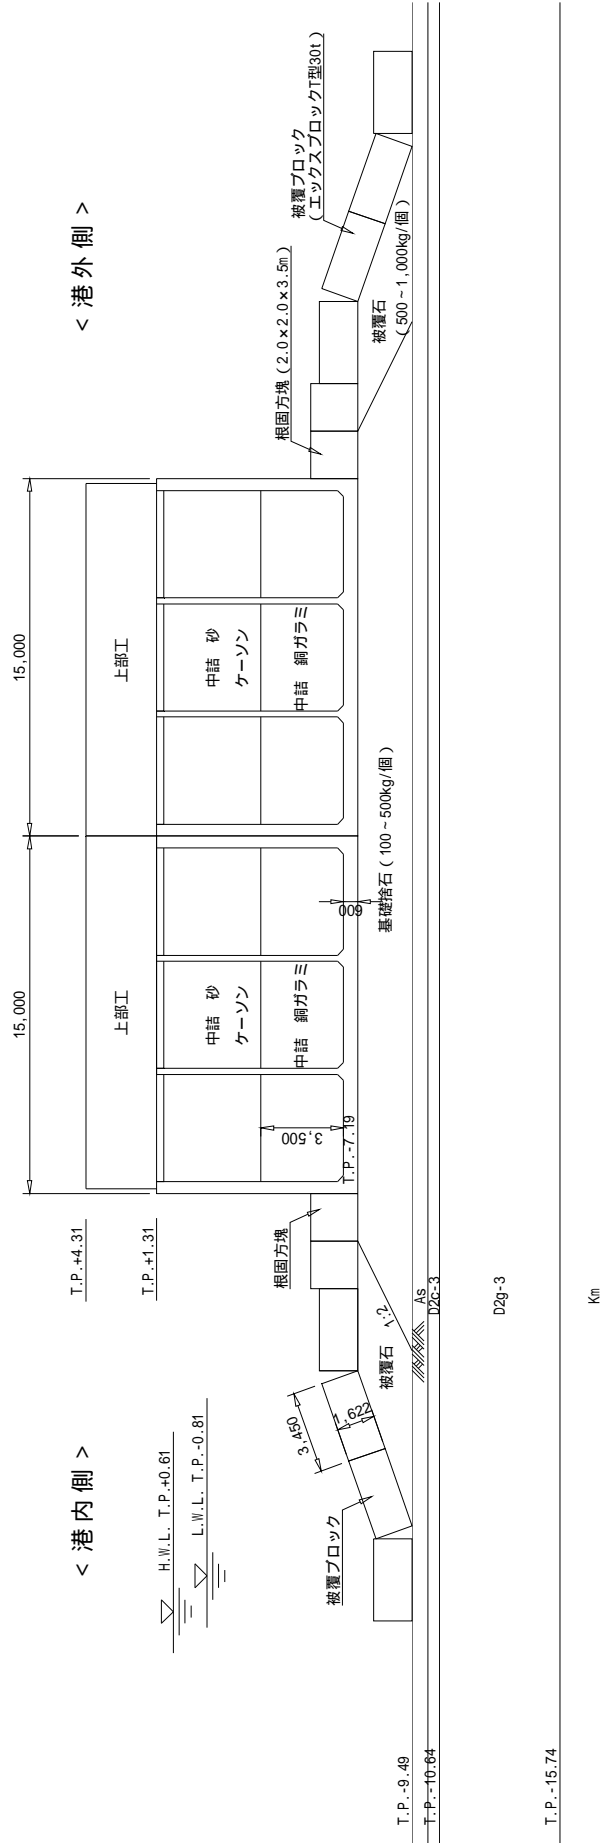 < 港内側 >
< 港外側 >
15,000
15,000
T.P.+4.31
T.P.+1.31
H.W.L. T.P.+0.61
L.W.L. T.P.-0.81
上部工
上部工
中詰 砂
ケーソン
中詰 銅ガラミ
中詰 砂
ケーソン
中詰 銅ガラミ
3,500
T.P.-7.19
600
基礎捨石(100~500kg/個)
根固方塊
根固方塊(2.0×2.0×3.5m)
被覆ブロック
(エックスブロックT型30t)
被覆石
(500~1,000kg/個)
被覆ブロック
3,450
1,622
被覆石
1:2
As
D2c-3
D2g-3
Km
T.P.-9.49
T.P.-10.64
T.P.-15.74